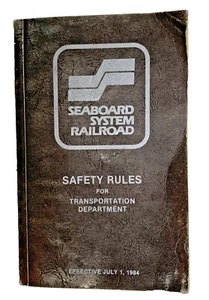 SEABOARD
SYSTEM
RAILROAD
SAFETY RULES
FOR
TRANSPORTATION
DEPARTMENT
EFFECTIVE JULY 1, 1984